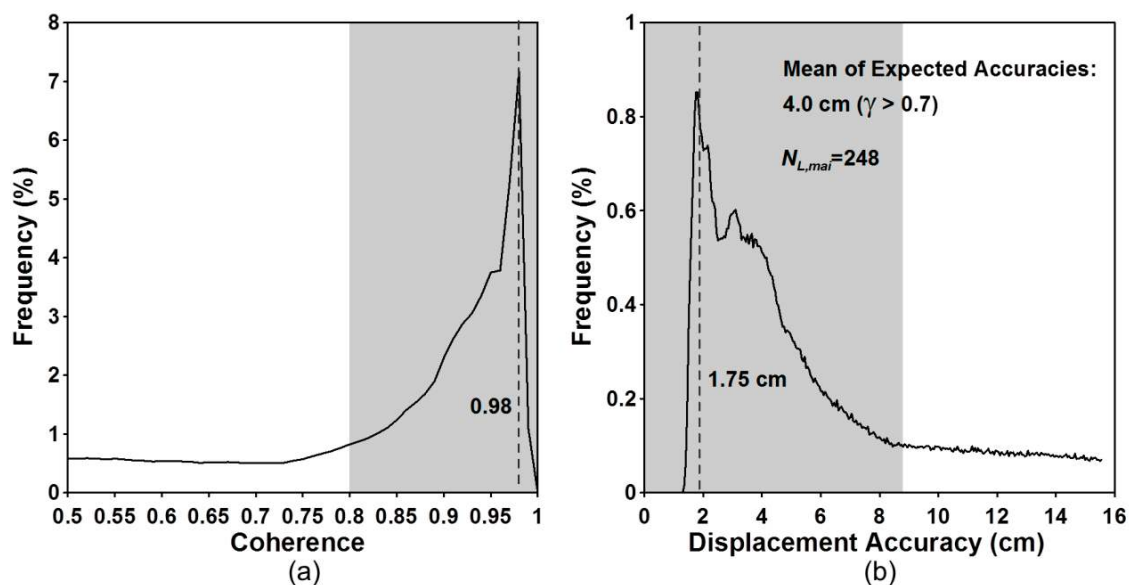 8
7
6
5
4
3
2
1
0
Frequency (%)
0.98
0.5 0.55 0.6 0.65 0.7 0.75 0.8 0.85 0.9 0.95 1
Coherence
(a)
1
0.8
0.6
0.4
0.2
0
Frequency (%)
Mean of Expected Accuracies:
4.0 cm (γ > 0.7)
N_L,mai=248
1.75 cm
0 2 4 6 8 10 12 14 16
Displacement Accuracy (cm)
(b)